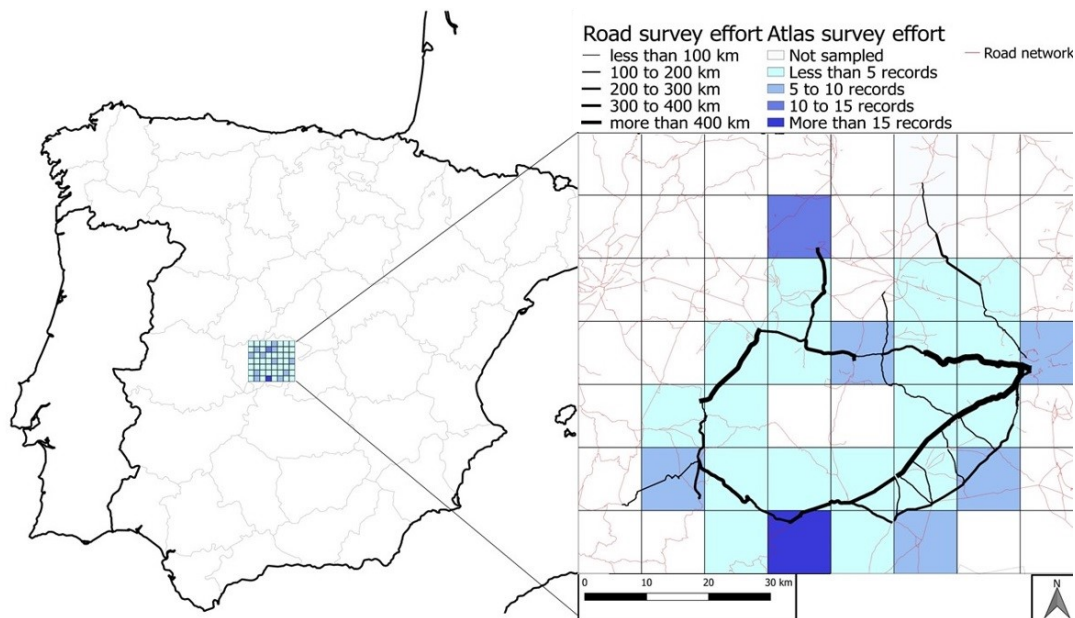 Road survey effort Atlas survey effort
less than 100 km Not sampled Road network
100 to 200 km Less than 5 records
200 to 300 km 5 to 10 records
300 to 400 km 10 to 15 records
more than 400 km More than 15 records
0 10 20 30 km
N